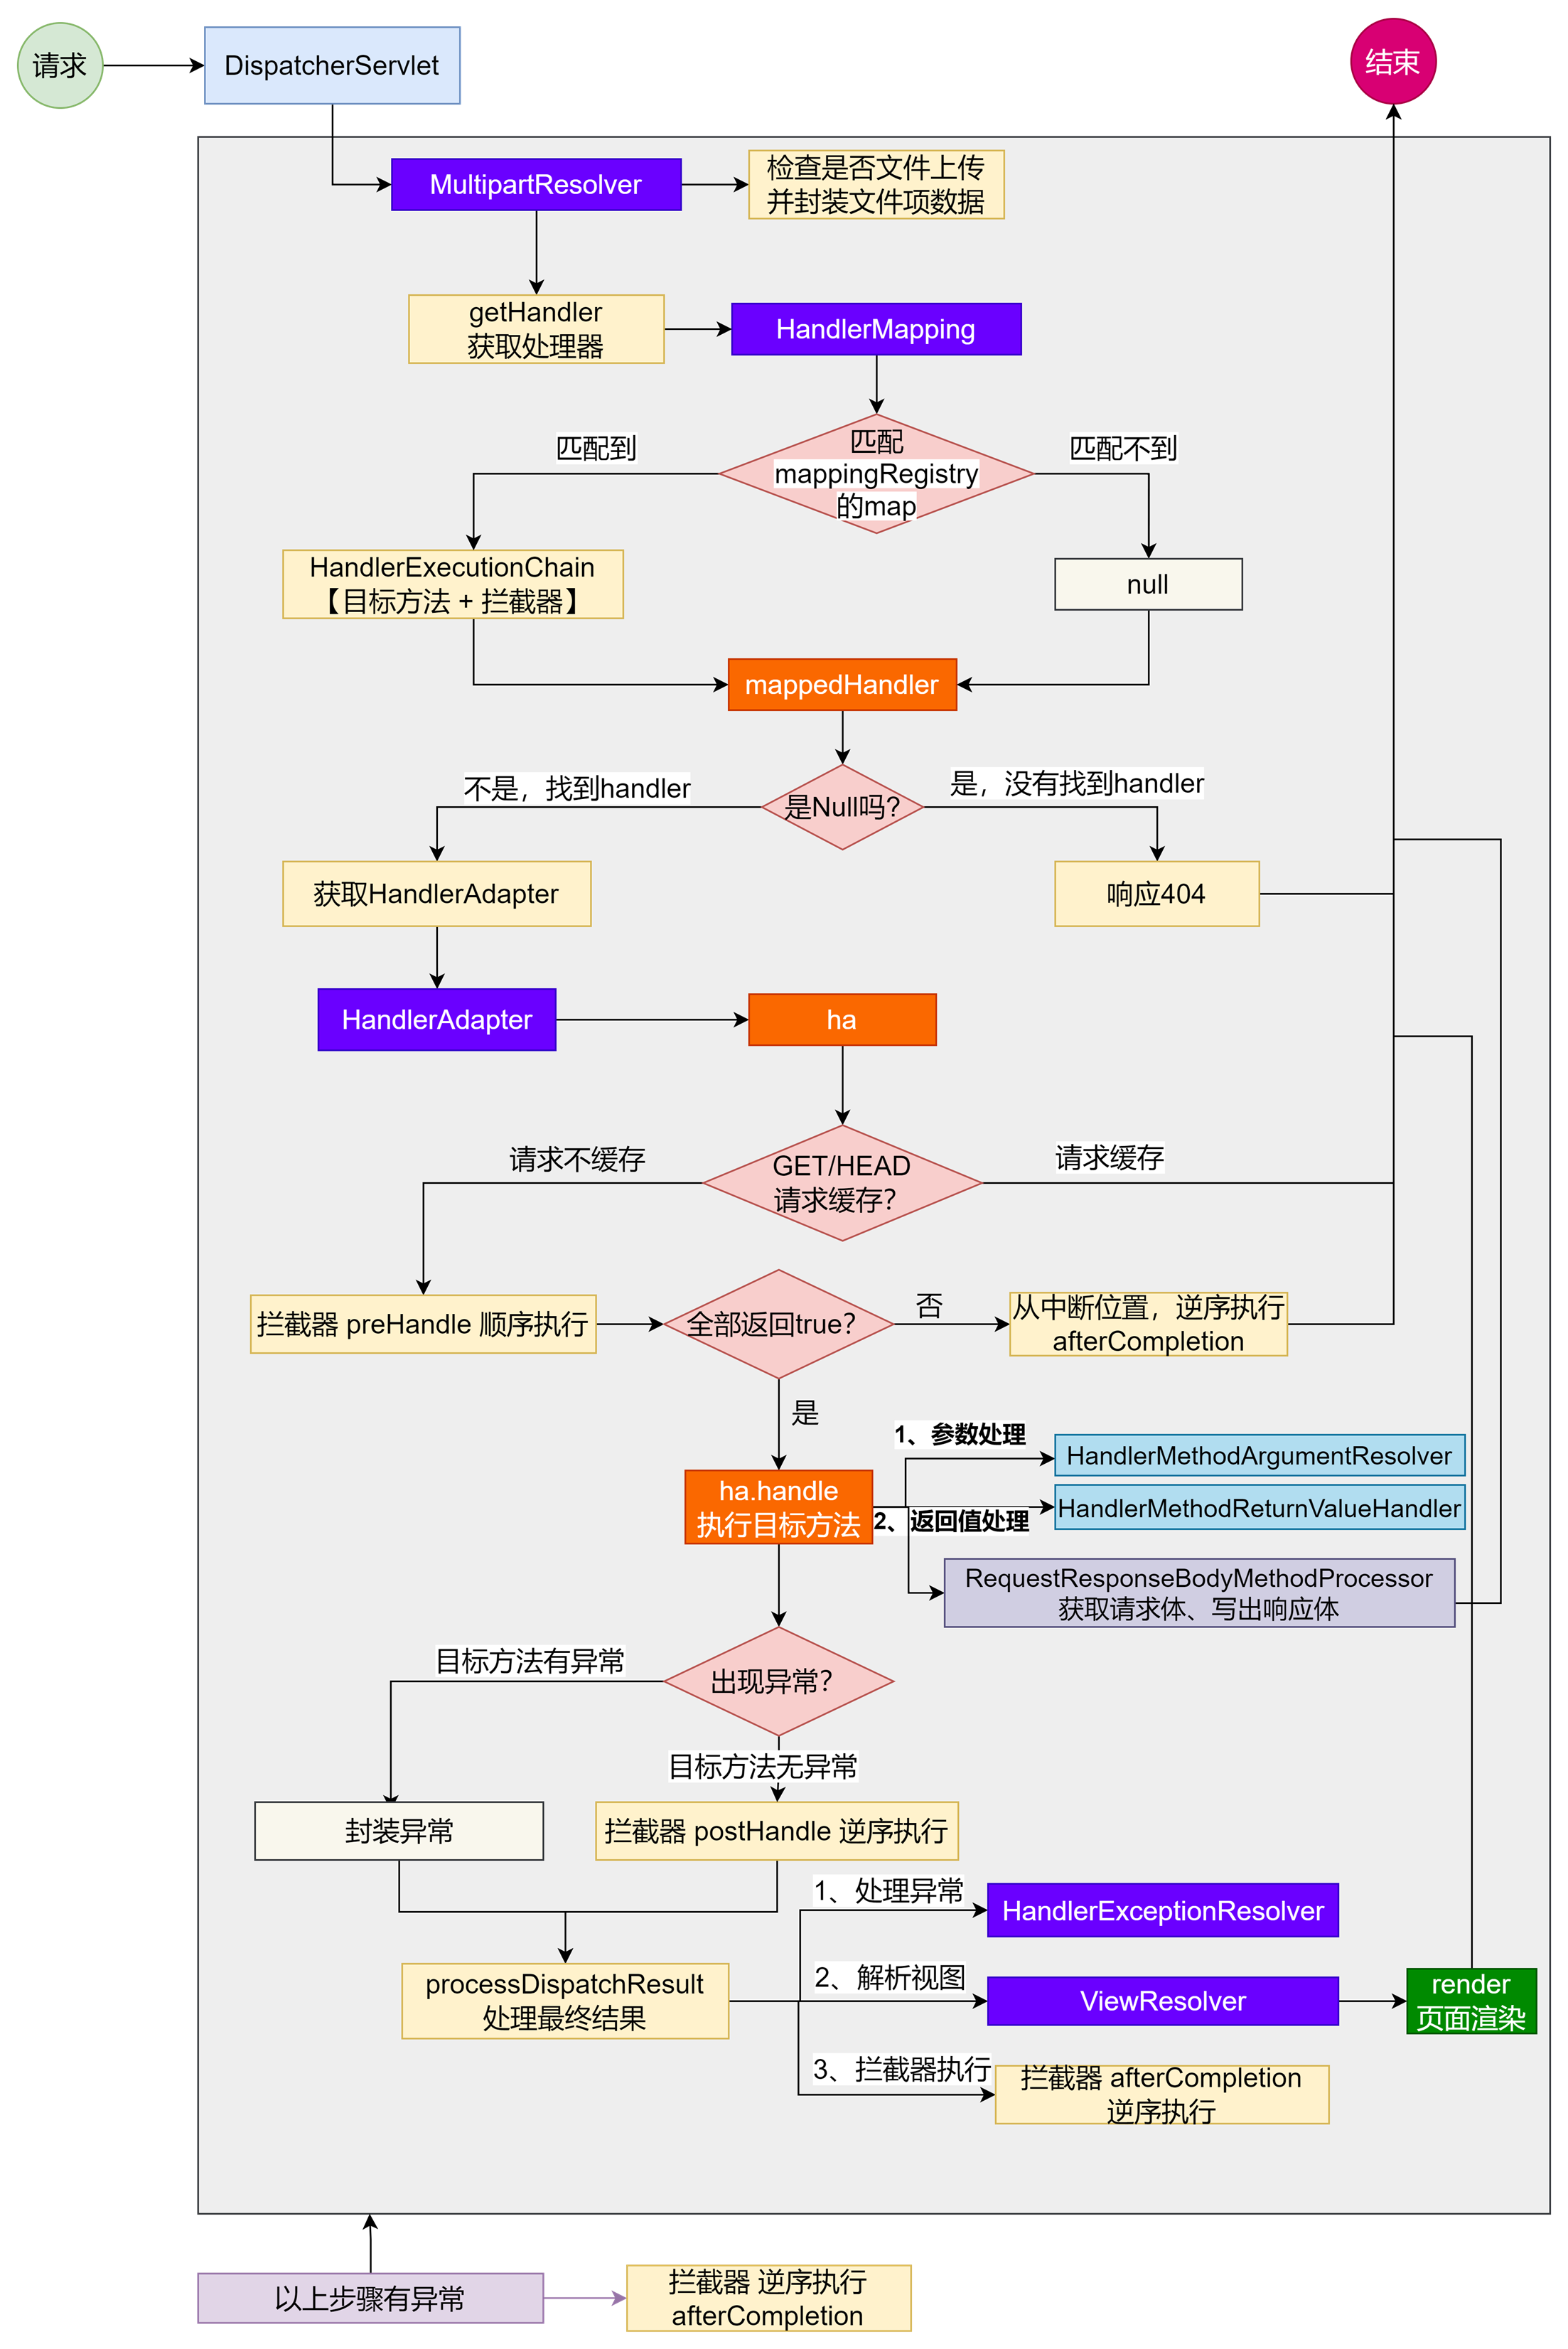 请求
DispatcherServlet
结束
MultipartResolver
检查是否文件上传
并封装文件项数据
getHandler
获取处理器
HandlerMapping
匹配
mappingRegistry
的map
匹配到
匹配不到
HandlerExecutionChain
【目标方法 + 拦截器】
null
mappedHandler
不是，找到handler
是Null吗?
是，没有找到handler
获取HandlerAdapter
响应404
HandlerAdapter
ha
请求不缓存
GET/HEAD
请求缓存?
请求缓存
拦截器 preHandle 顺序执行
全部返回true?
否
从中断位置，逆序执行
afterCompletion
是
1、参数处理
HandlerMethodArgumentResolver
ha.handle
执行目标方法
2、返回值处理
HandlerMethodReturnValueHandler
RequestResponseBodyMethodProcessor
获取请求体、写出响应体
目标方法有异常
出现异常?
目标方法无异常
封装异常
拦截器 postHandle 逆序执行
1、处理异常
HandlerExceptionResolver
processDispatchResult
处理最终结果
2、解析视图
ViewResolver
render
页面渲染
3、拦截器执行
拦截器 afterCompletion
逆序执行
以上步骤有异常
拦截器 逆序执行
afterCompletion